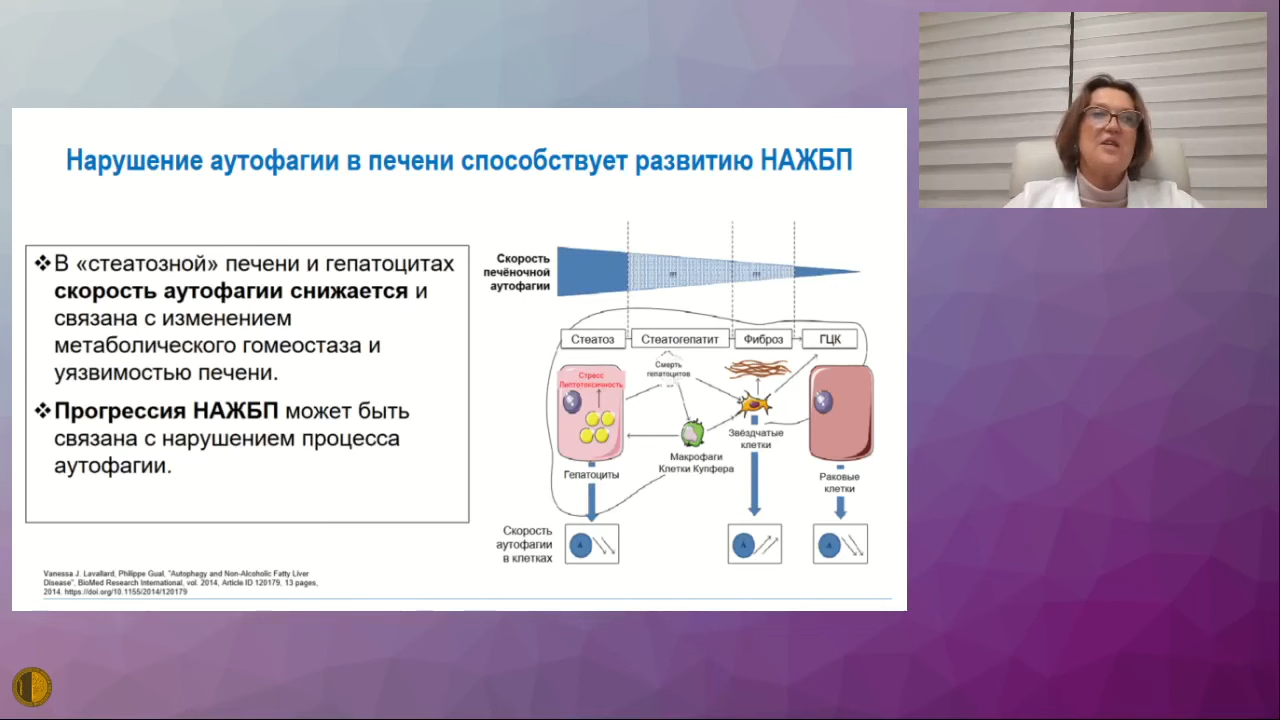 Нарушение аутофагии в печени способствует развитию НАЖБП
❖В «стеатозной» печени и гепатоцитах
скорость аутофагии снижается и
связана с изменением
метаболического гомеостаза и
уязвимостью печени.
❖Прогрессия НАЖБП может быть
связана с нарушением процесса
аутофагии.
Скорость
печёночной
аутофагии
Стеатоз
Стеатогепатит
Фиброз
ГЦК
Стресс
Липтотоксичность
Смерть
гепатоцитов
Звёздчатые
клетки
Макрофаги
Клетки Купфера
Гепатоциты
Раковые
клетки
Скорость
аутофагии
в клетках
A
A
A
Vanessa J. Lavallard, Philippe Gual, "Autophagy and Non-Alcoholic Fatty Liver
Disease", BioMed Research International, vol. 2014, Article ID 120179, 13 pages,
2014. https://doi.org/10.1155/2014/120179